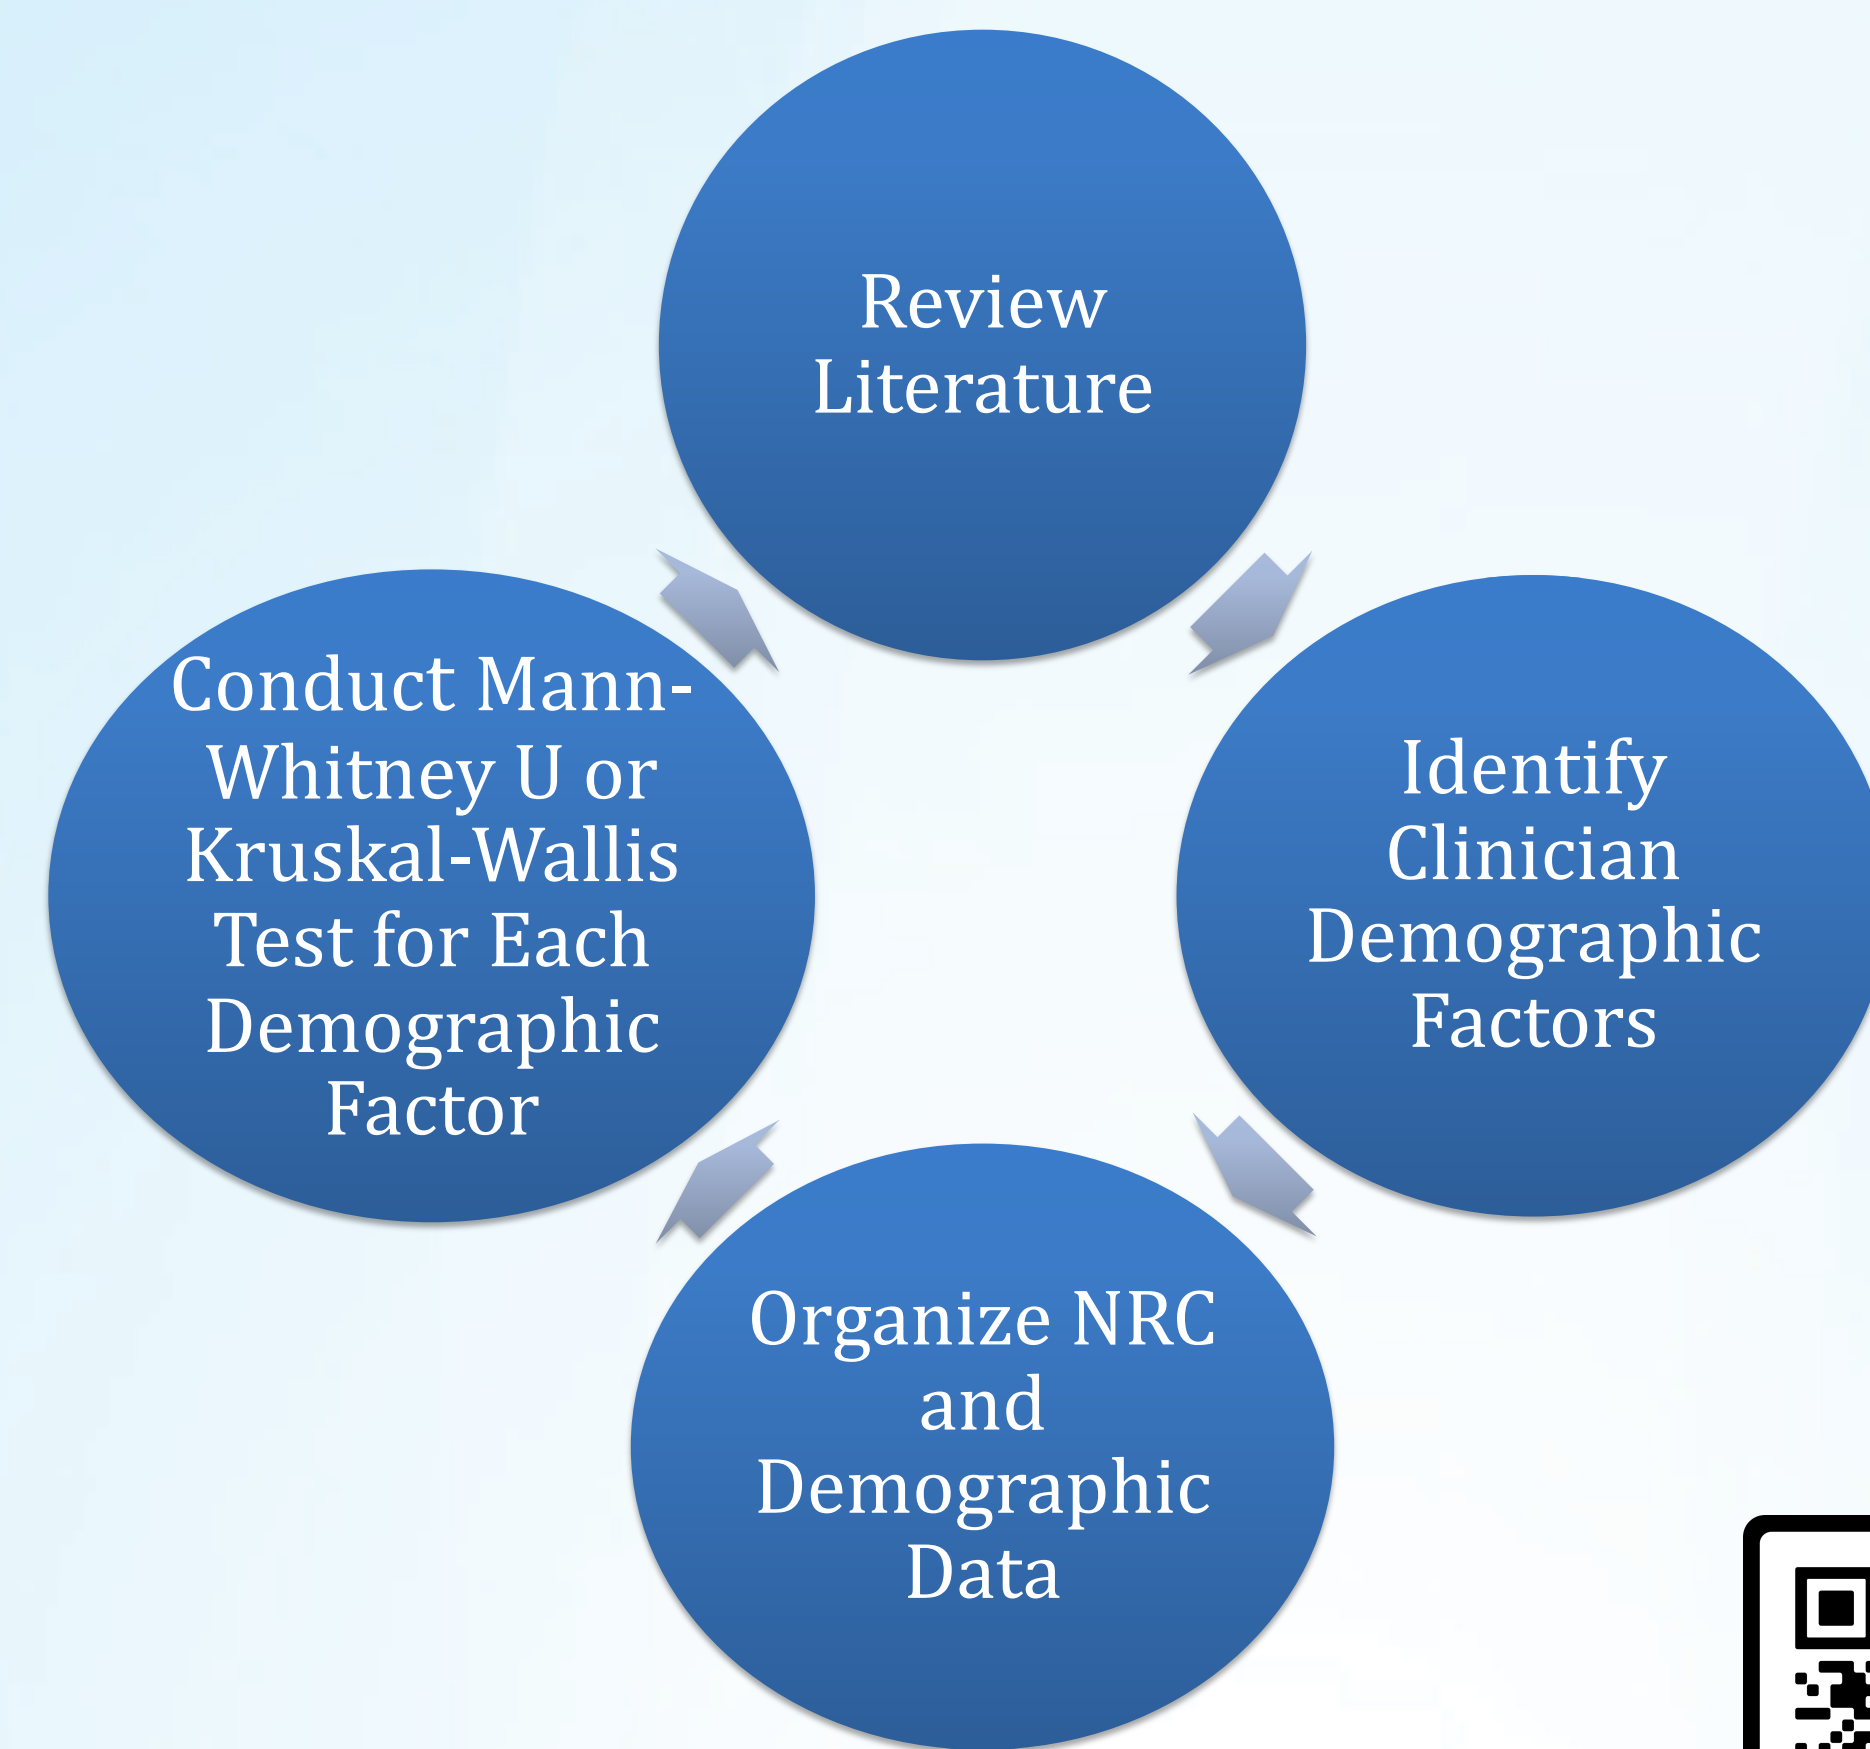 Review
Literature
Identify
Clinician
Demographic
Factors
Organize NRC
and
Demographic
Data
Conduct Mann-
Whitney U or
Kruskal-Wallis
Test for Each
Demographic
Factor